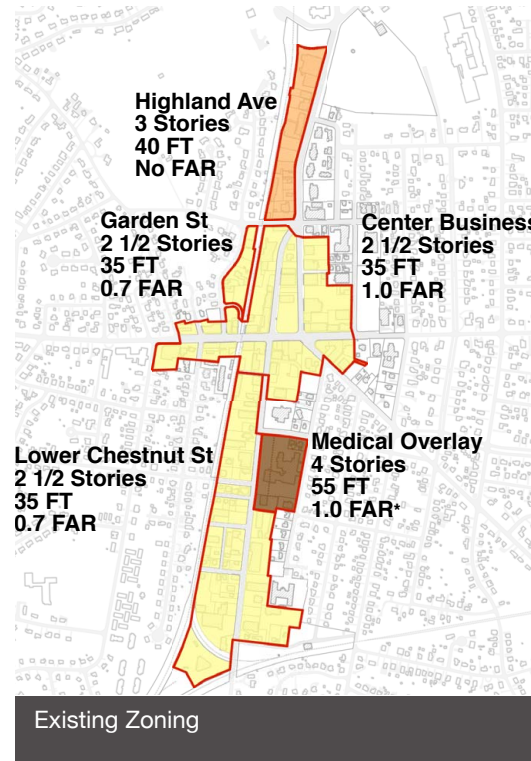 Highland Ave
3 Stories
40 FT
No FAR
Garden St
2 1/2 Stories
35 FT
0.7 FAR
Center Business
2 1/2 Stories
35 FT
1.0 FAR
Lower Chestnut St
2 1/2 Stories
35 FT
0.7 FAR
Medical Overlay
4 Stories
55 FT
1.0 FAR*
Existing Zoning